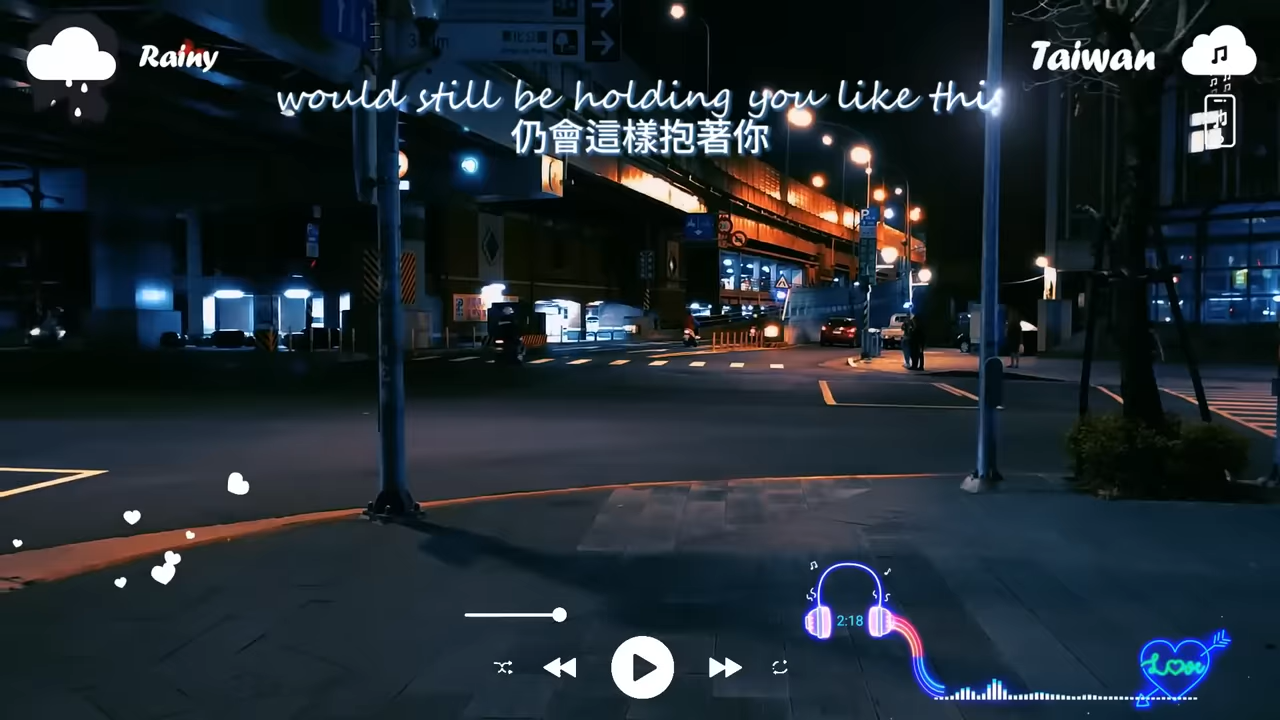 Rainy
Taiwan
would still be holding you like this
仍會這樣抱著你
P
2:18
Love